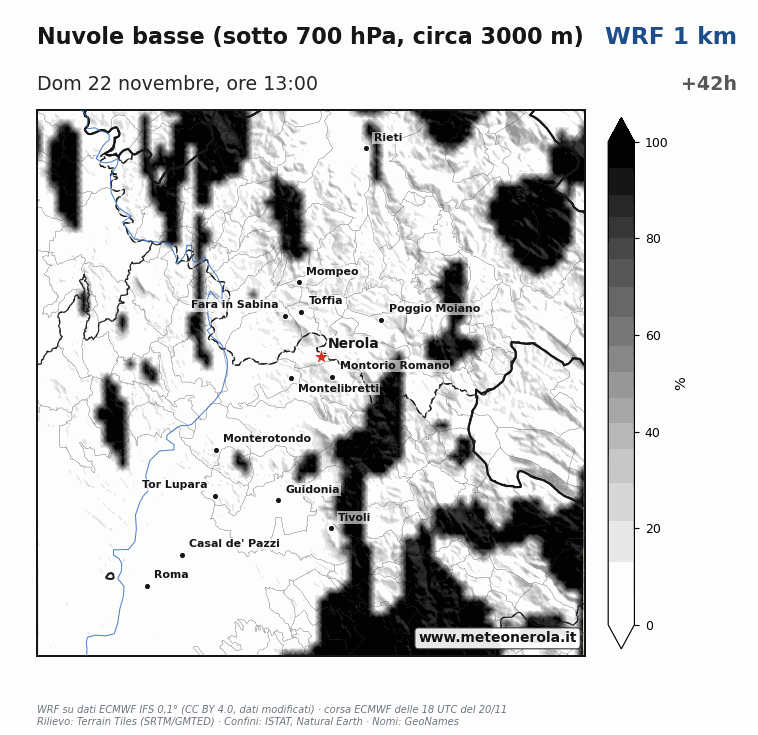 Nuvole basse (sotto 700 hPa, circa 3000 m) WRF 1 km
Dom 22 novembre, ore 13:00 +42h
Rieti
Mompeo
Toffia
Fara in Sabina
Poggio Moiano
Nerola
Montorio Romano
Montelibretti
Monterotondo
Tor Lupara
Guidonia
Tivoli
Casal de' Pazzi
Roma
www.meteonerola.it
100
80
60
%
40
20
0
WRF su dati ECMWF IFS 0,1° (CC BY 4.0, dati modificati) · corsa ECMWF delle 18 UTC del 20/11
Rilievo: Terrain Tiles (SRTM/GMTED) · Confini: ISTAT, Natural Earth · Nomi: GeoNames